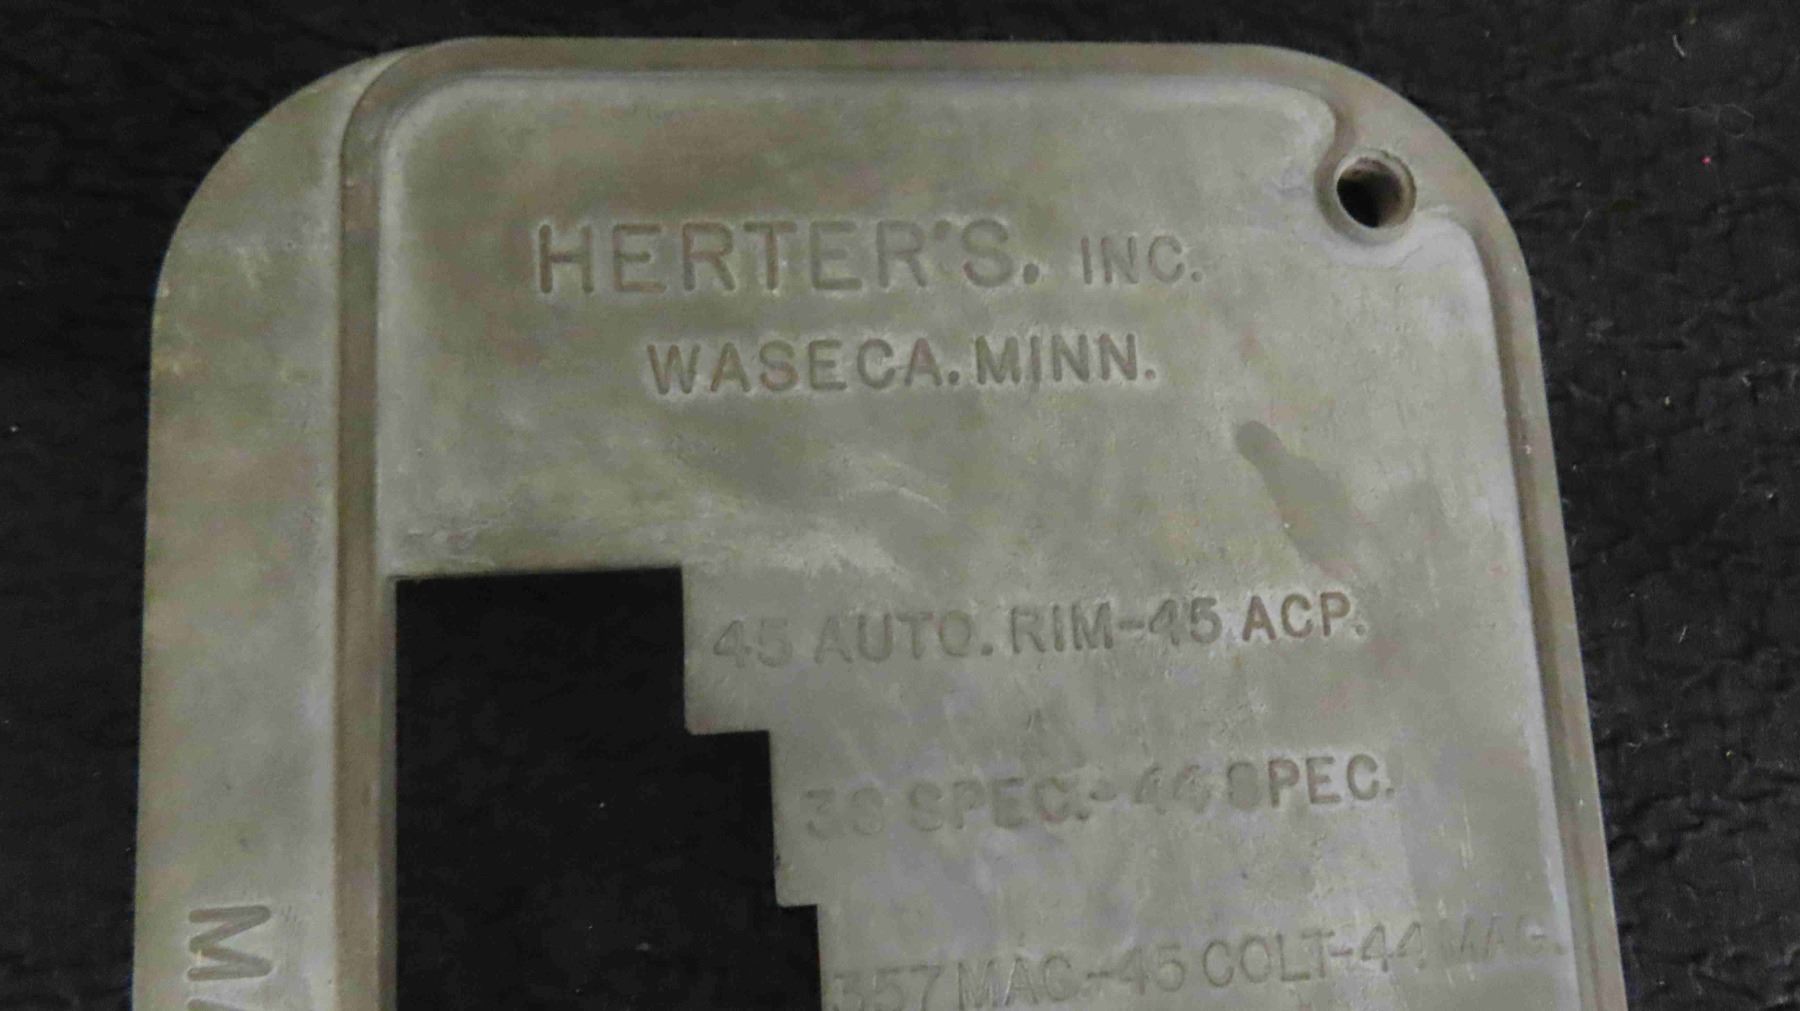 HERTER'S. INC.
WASECA. MINN.
45 AUTO. RIM-45 ACP.
38 SPEC.-44 SPEC.
357 MAG.-45 COLT-44 MAG.